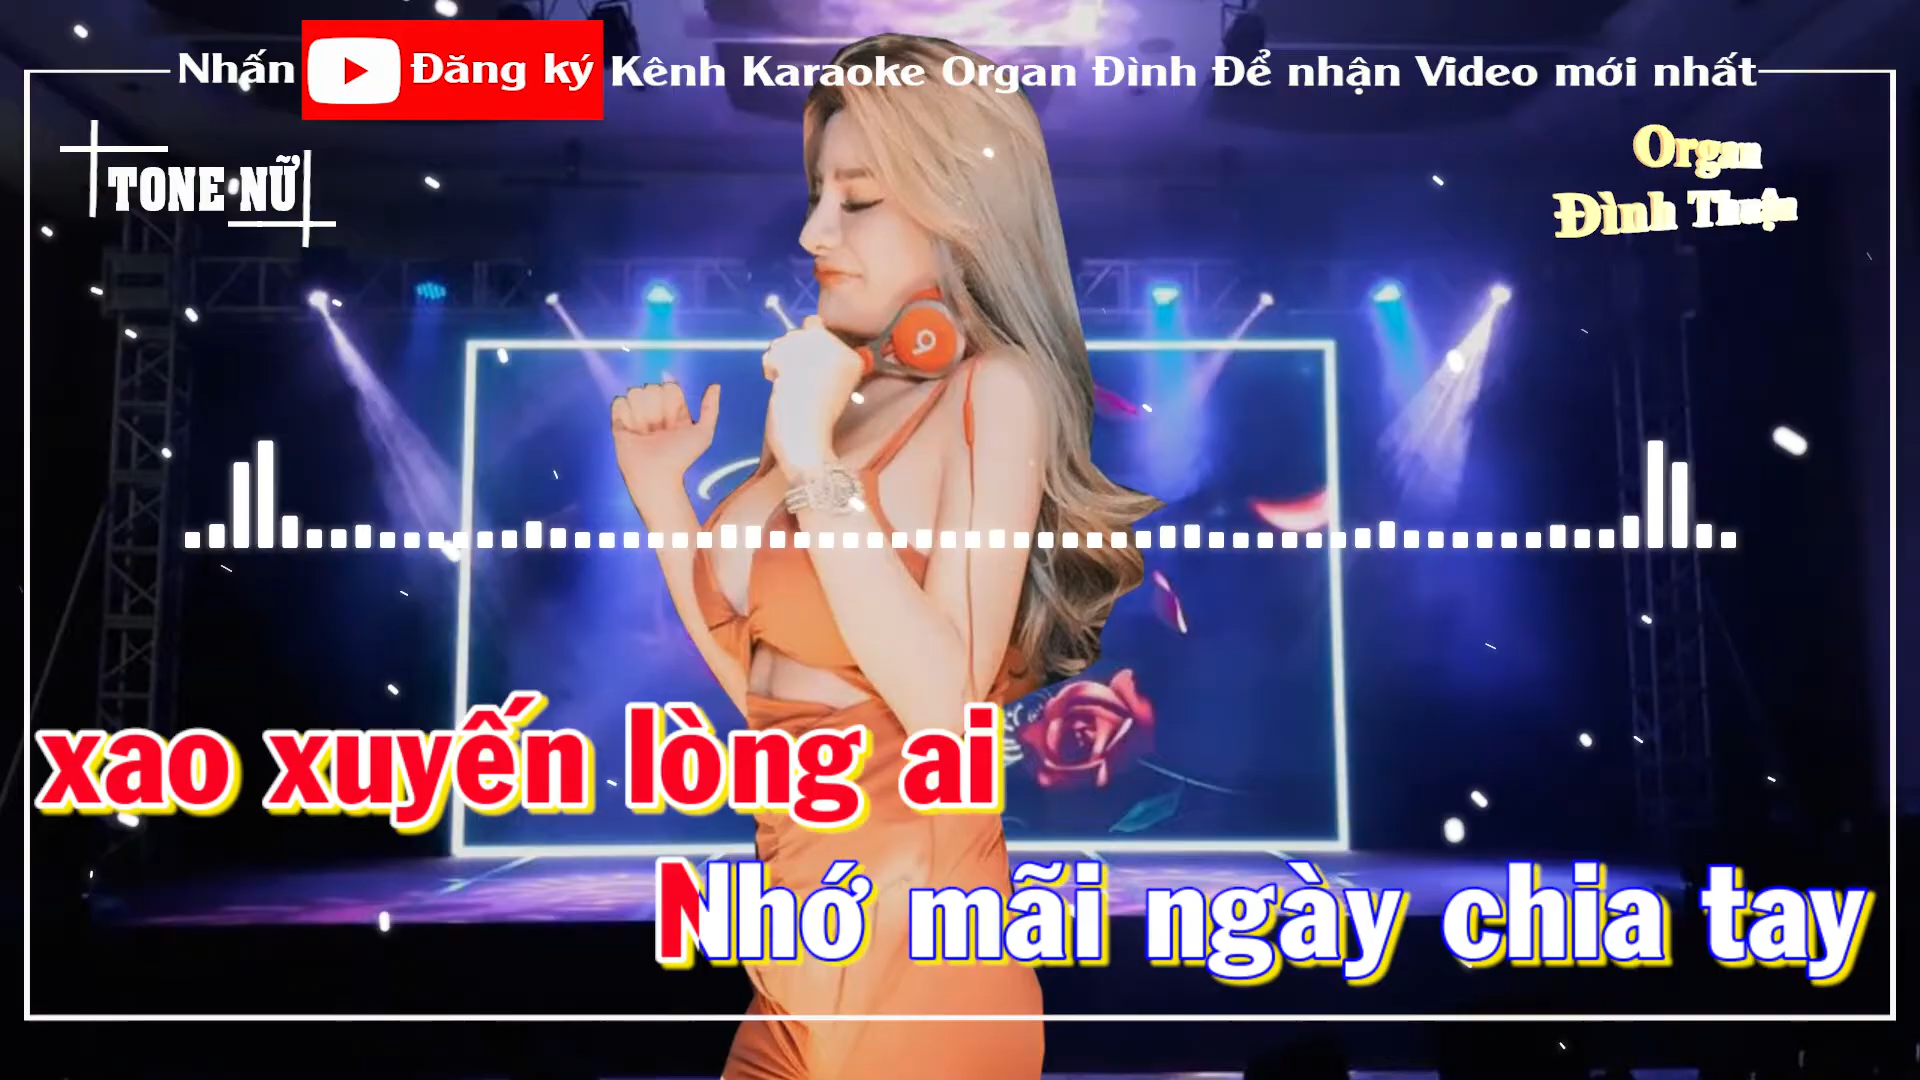 Nhấn Đăng ký Kênh Karaoke Organ Đình Để nhận Video mới nhất
TONE NỮ
Organ
Đình Thuận
xao xuyến lòng ai
Nhớ mãi ngày chia tay